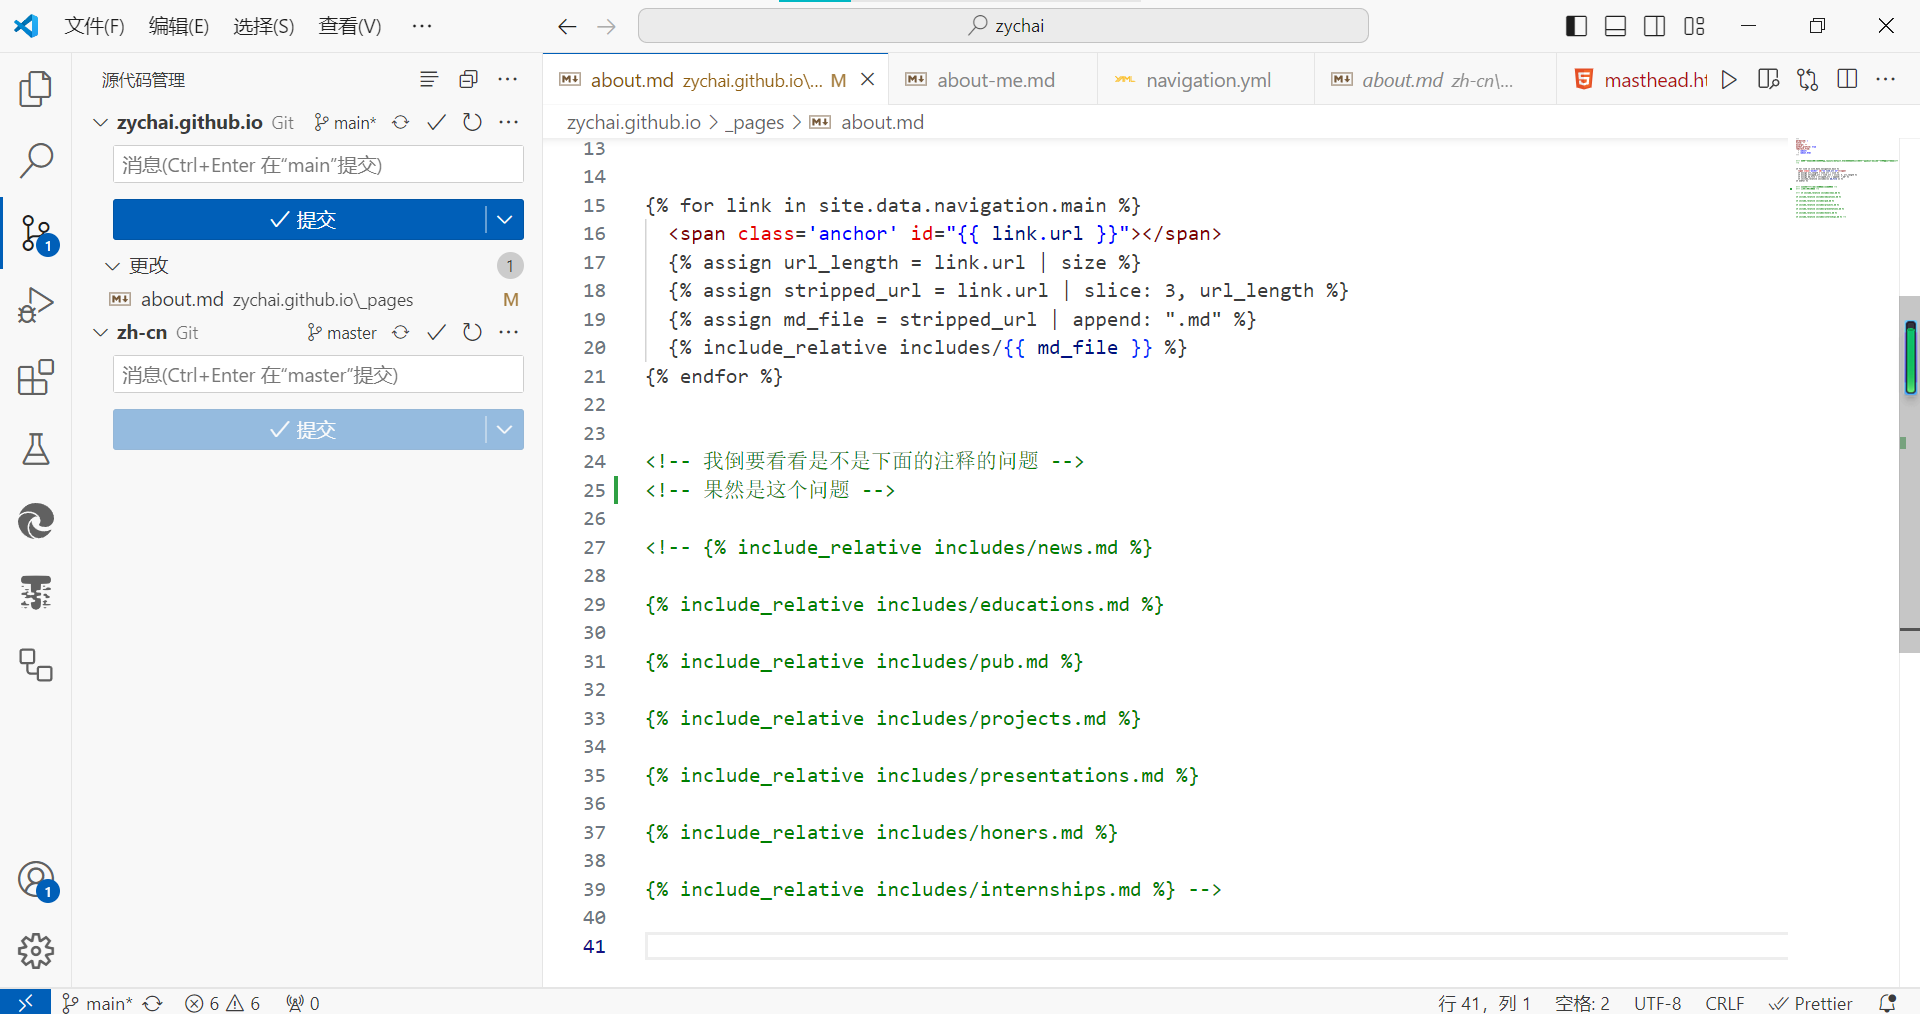 文件(F) 编辑(E) 选择(S) 查看(V) ··· zychai
源代码管理
zychai.github.io Git main*
消息(Ctrl+Enter 在“main”提交)
提交
更改 1
about.md zychai.github.io\_pages M
zh-cn Git master
消息(Ctrl+Enter 在“master”提交)
提交
1
1
about.md zychai.github.io\... M
about-me.md
navigation.yml
about.md zh-cn\...
masthead.ht
zychai.github.io > _pages > about.md
13
14
15 {% for link in site.data.navigation.main %}
16 <span class='anchor' id="{{ link.url }}"></span>
17 {% assign url_length = link.url | size %}
18 {% assign stripped_url = link.url | slice: 3, url_length %}
19 {% assign md_file = stripped_url | append: ".md" %}
20 {% include_relative includes/{{ md_file }} %}
21 {% endfor %}
22
23
24 <!-- 我倒要看看是不是下面的注释的问题 -->
25 <!-- 果然是这个问题 -->
26
27 <!-- {% include_relative includes/news.md %}
28
29 {% include_relative includes/educations.md %}
30
31 {% include_relative includes/pub.md %}
32
33 {% include_relative includes/projects.md %}
34
35 {% include_relative includes/presentations.md %}
36
37 {% include_relative includes/honers.md %}
38
39 {% include_relative includes/internships.md %} -->
40
41
main* 6 6 0 行 41，列 1 空格: 2 UTF-8 CRLF Prettier